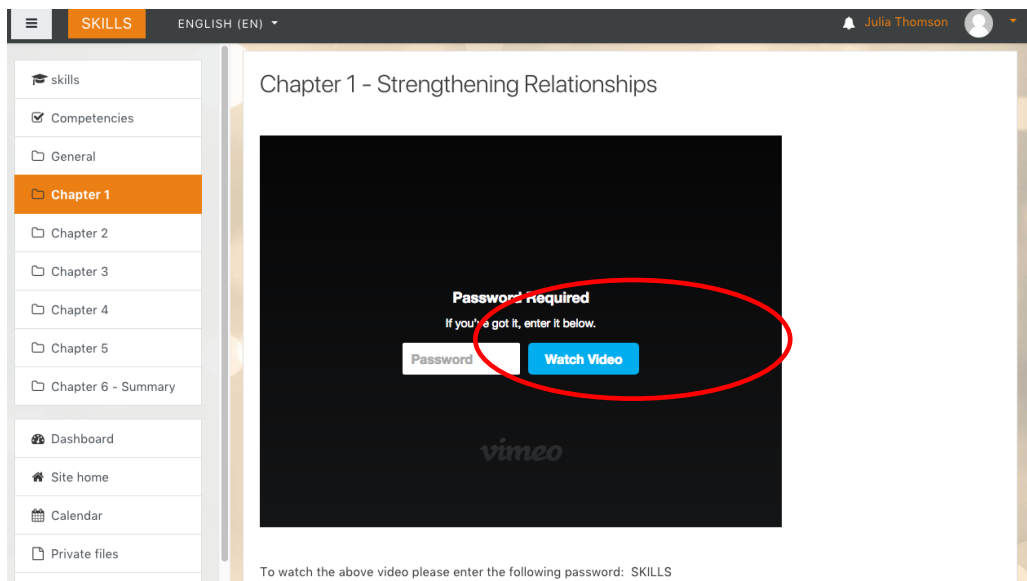 SKILLS ENGLISH (EN) Julia Thomson
skills
Competencies
General
Chapter 1
Chapter 2
Chapter 3
Chapter 4
Chapter 5
Chapter 6 - Summary
Dashboard
Site home
Calendar
Private files
Chapter 1 - Strengthening Relationships
Password Required
If you've got it, enter it below.
Password Watch Video
vimeo
To watch the above video please enter the following password: SKILLS